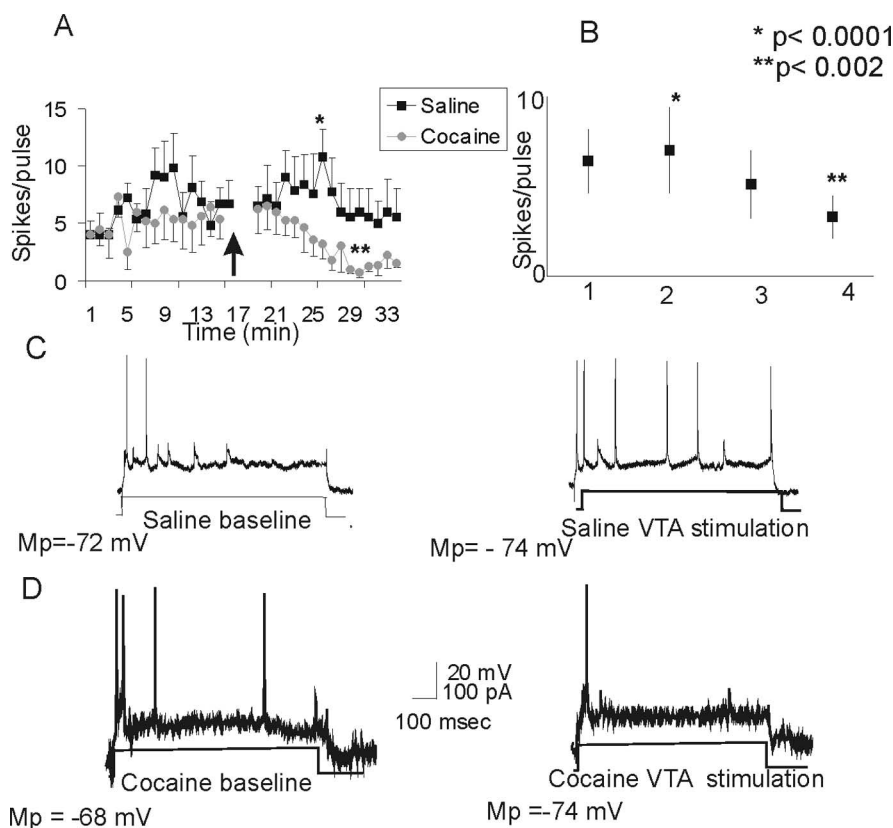 A
B
* p< 0.0001
**p< 0.002
Saline
Cocaine
Spikes/pulse
15
10
5
0
*
**
1 5 9 13 17 21 25 29 33
Time (min)
Spikes/pulse
10
0
*
**
1 2 3 4
C
Saline baseline
Mp=-72 mV
Saline VTA stimulation
Mp= - 74 mV
D
Cocaine baseline
Mp = -68 mV
20 mV
100 pA
100 msec
Cocaine VTA stimulation
Mp =-74 mV